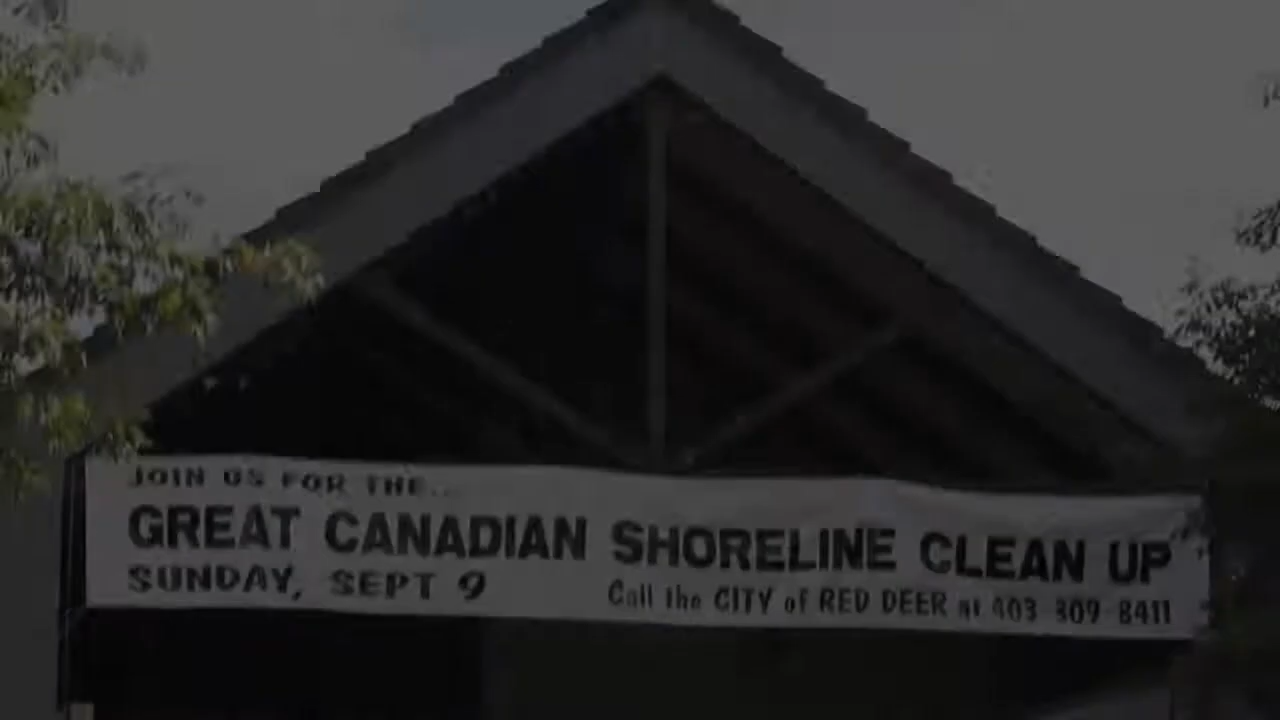 JOIN US FOR THE...
GREAT CANADIAN SHORELINE CLEAN UP
SUNDAY, SEPT 9
Call the CITY of RED DEER at 403-309-8411